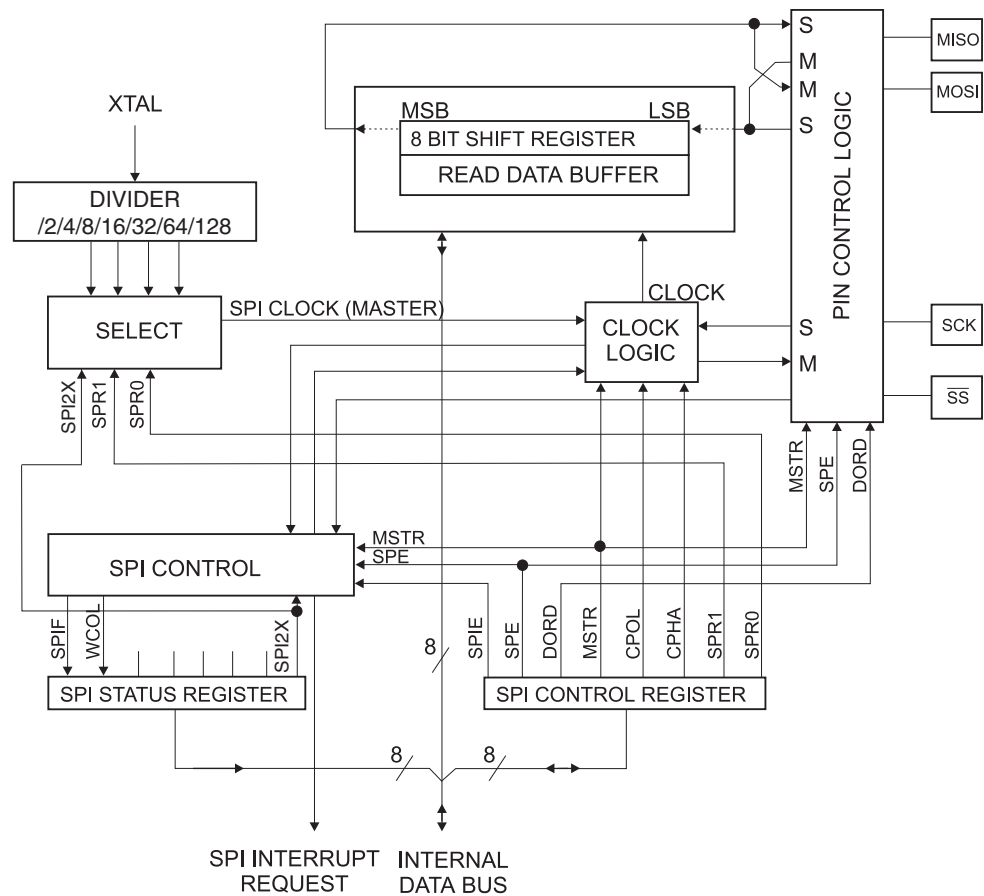 S
MISO
M
MOSI
M
S
XTAL
MSB
LSB
8 BIT SHIFT REGISTER
READ DATA BUFFER
PIN CONTROL LOGIC
DIVIDER
/2/4/8/16/32/64/128
SPI CLOCK (MASTER)
CLOCK
SELECT
CLOCK
LOGIC
S
M
SCK
SS
SPI2X
SPR1
SPR0
MSTR
SPE
DORD
MSTR
SPE
SPI CONTROL
SPIF
WCOL
SPI2X
SPIE
SPE
DORD
MSTR
CPOL
CPHA
SPR1
SPR0
8
SPI STATUS REGISTER
SPI CONTROL REGISTER
8
8
SPI INTERRUPT
REQUEST
INTERNAL
DATA BUS